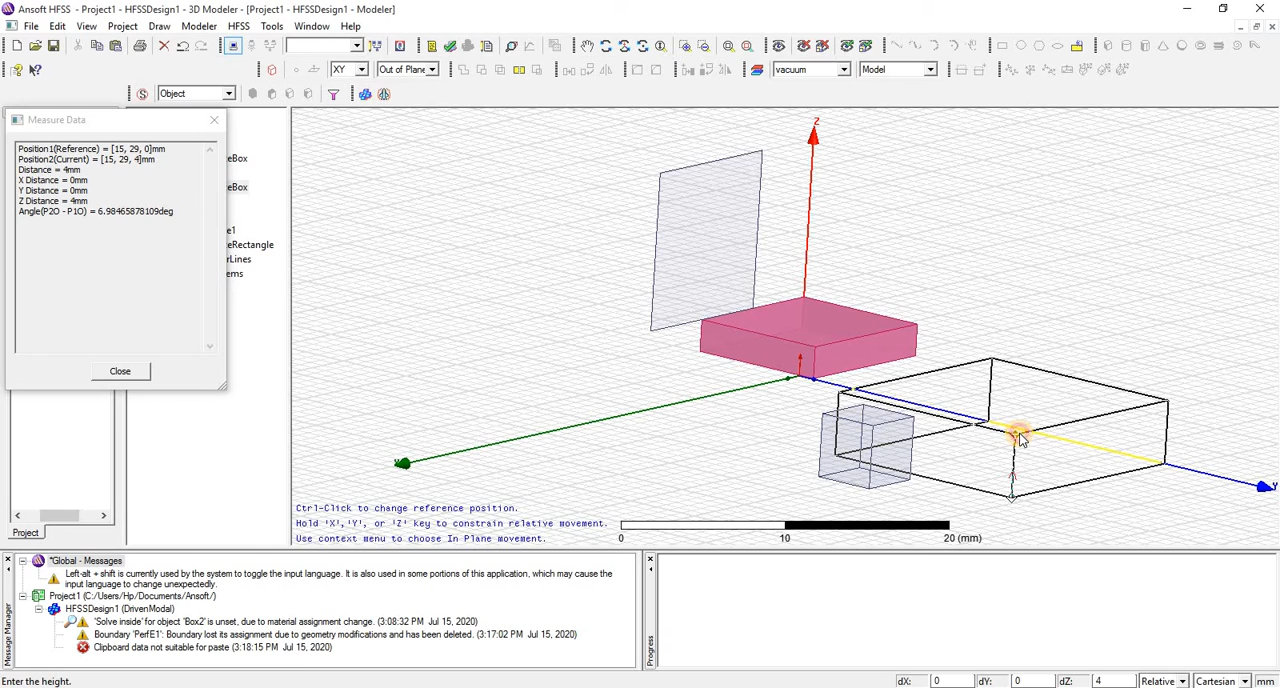 Ansoft HFSS - Project1 - HFSSDesign1 - 3D Modeler - [Project1 - HFSSDesign1 - Modeler]
File Edit View Project Draw Modeler HFSS Tools Window Help
XY Out of Plane vacuum Model
Object
Measure Data
Position1(Reference) = [15, 29, 0]mm
Position2(Current) = [15, 29, 4]mm
Distance = 4mm
X Distance = 0mm
Y Distance = 0mm
Z Distance = 4mm
Angle(P2O - P1O) = 6.98465878109deg
Close
eBox
eBox
e1
eRectangle
rLines
ems
Z
Y
Ctrl-Click to change reference position.
Hold 'X','Y', or 'Z' key to constrain relative movement.
Use context menu to choose In Plane movement.
0 10 20 (mm)
Project
*Global - Messages
Left-alt + shift is currently used by the system to toggle the input language. It is also used in some portions of this application, which may cause the
input language to change unexpectedly.
Project1 (C:/Users/Hp/Documents/Ansoft/)
HFSSDesign1 (DrivenModal)
'Solve inside' for object 'Box2' is unset, due to material assignment change. (3:08:32 PM Jul 15, 2020)
Boundary 'PerfE1': Boundary lost its assignment due to geometry modifications and has been deleted. (3:17:02 PM Jul 15, 2020)
Clipboard data not suitable for paste (3:18:15 PM Jul 15, 2020)
Message Manager
Progress
Enter the height.
dX: 0 dY: 0 dZ: 4 Relative Cartesian mm